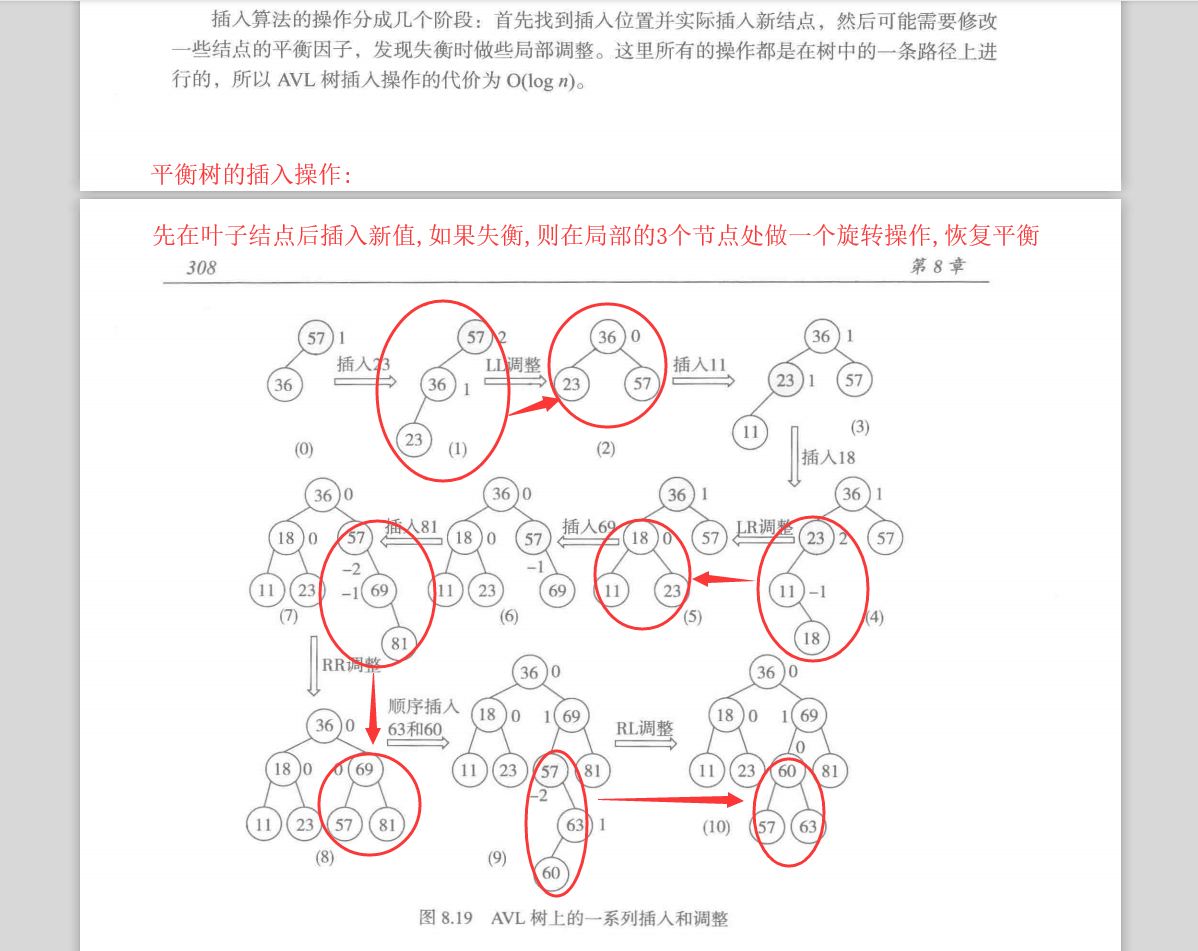 插入算法的操作分成几个阶段：首先找到插入位置并实际插入新结点，然后可能需要修改
一些结点的平衡因子，发现失衡时做些局部调整。这里所有的操作都是在树中的一条路径上进
行的，所以 AVL 树插入操作的代价为 O(log n)。
平衡树的插入操作:
先在叶子结点后插入新值,如果失衡,则在局部的3个节点处做一个旋转操作,恢复平衡
308 第 8 章
57 1 插入23 57 2 LL调整 36 0 插入11 36 1
36 36 1 23 57 23 1 57
23 11
(0) (1) (2) (3)
插入18
36 0 36 0 36 1 36 1
插入81 插入69 LR调整
18 0 57 18 0 57 18 0 57 23 2 57
-2 -1
11 23 -1 69 11 23 69 11 23 11 -1
(7) (6) (5) (4)
81 18
RR调整
36 0 顺序插入 36 0 36 0
63和60 18 0 1 69 RL调整 18 0 1 69
18 0 0 69 11 23 57 81 11 23 0 60 81
-2
11 23 57 81 63 1 (10) 57 63
(8) (9) 60
图 8.19 AVL 树上的一系列插入和调整